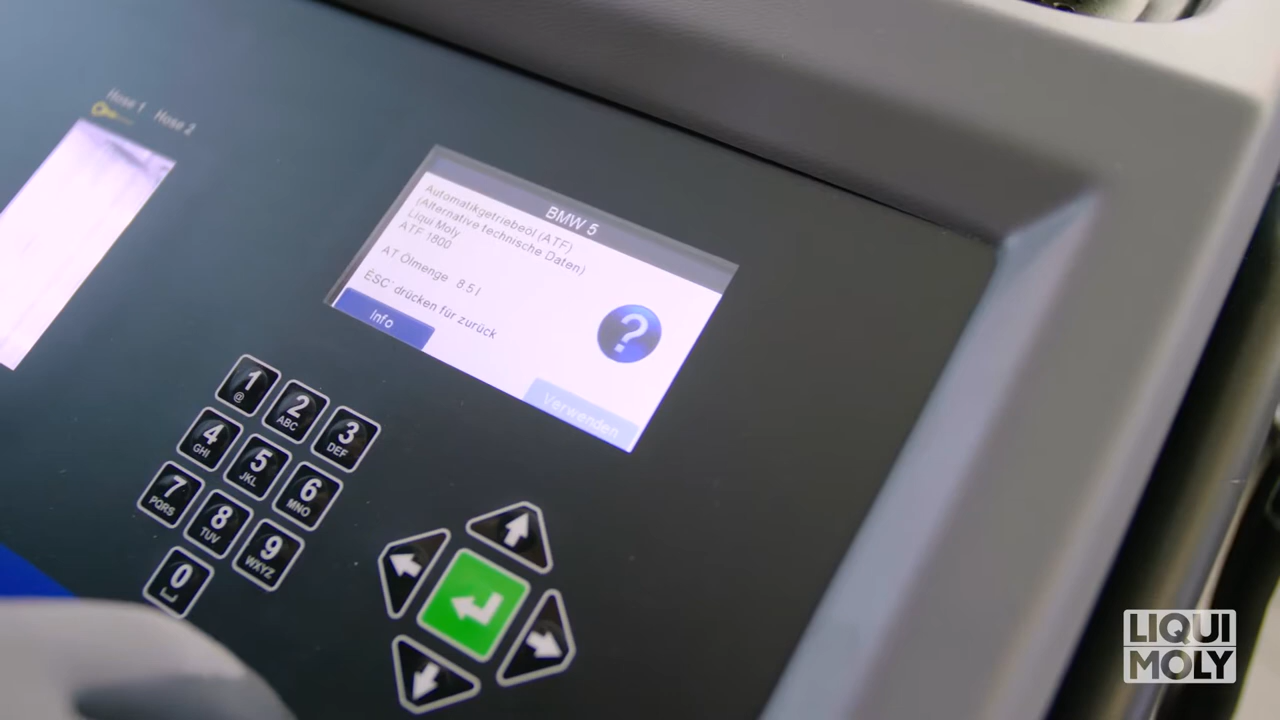 Hose 1 Hose 2
BMW 5
Automatikgetriebeöl (ATF)
(Alternative technische Daten)
Liqui Moly
ATF 1800
AT Ölmenge 8.5 l
'ESC' drücken für zurück
Info
?
Verwenden
1
@
2
ABC
3
DEF
4
GHI
5
JKL
6
MNO
7
PQRS
8
TUV
9
WXYZ
0
LIQUI
MOLY